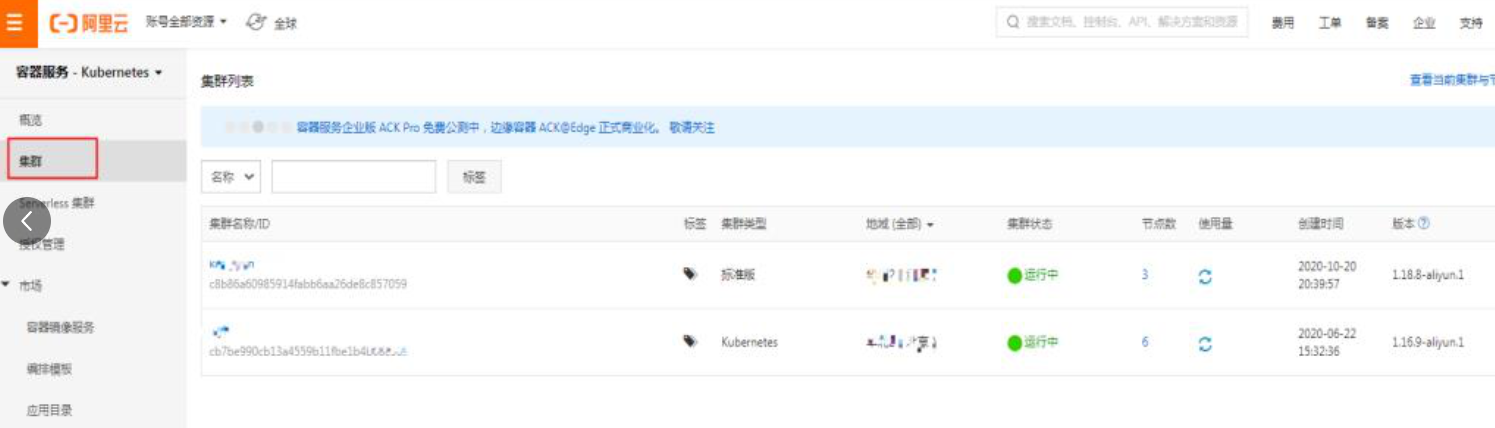 阿里云 账号全部资源 全球 搜索文档、控制台、API、解决方案和资源 费用 工单 备案 企业 支持
容器服务 - Kubernetes
集群列表 查看当前集群与节
概览
容器服务企业版 ACK Pro 免费公测中，边缘容器 ACK@Edge 正式商业化。 敬请关注
集群
名称 标签
Serverless 集群
集群名称/ID 标签 集群类型 地域 (全部) 集群状态 节点数 使用量 创建时间 版本
授权管理
c8b86a60985914fabb6aa26de8c857059 标准版 运行中 3 2020-10-20 20:39:57 1.18.8-aliyun.1
市场
容器镜像服务
cb7be990cb13a4559b11fbe1b4 Kubernetes 运行中 6 2020-06-22 15:32:36 1.16.9-aliyun.1
编排模板
应用目录